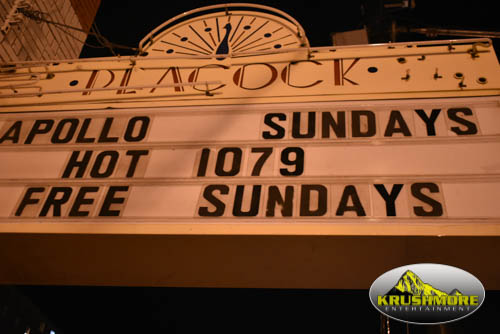 PEACOCK
APOLLO SUNDAYS
HOT 1079
FREE SUNDAYS
KRUSHMORE
ENTERTAINMENT